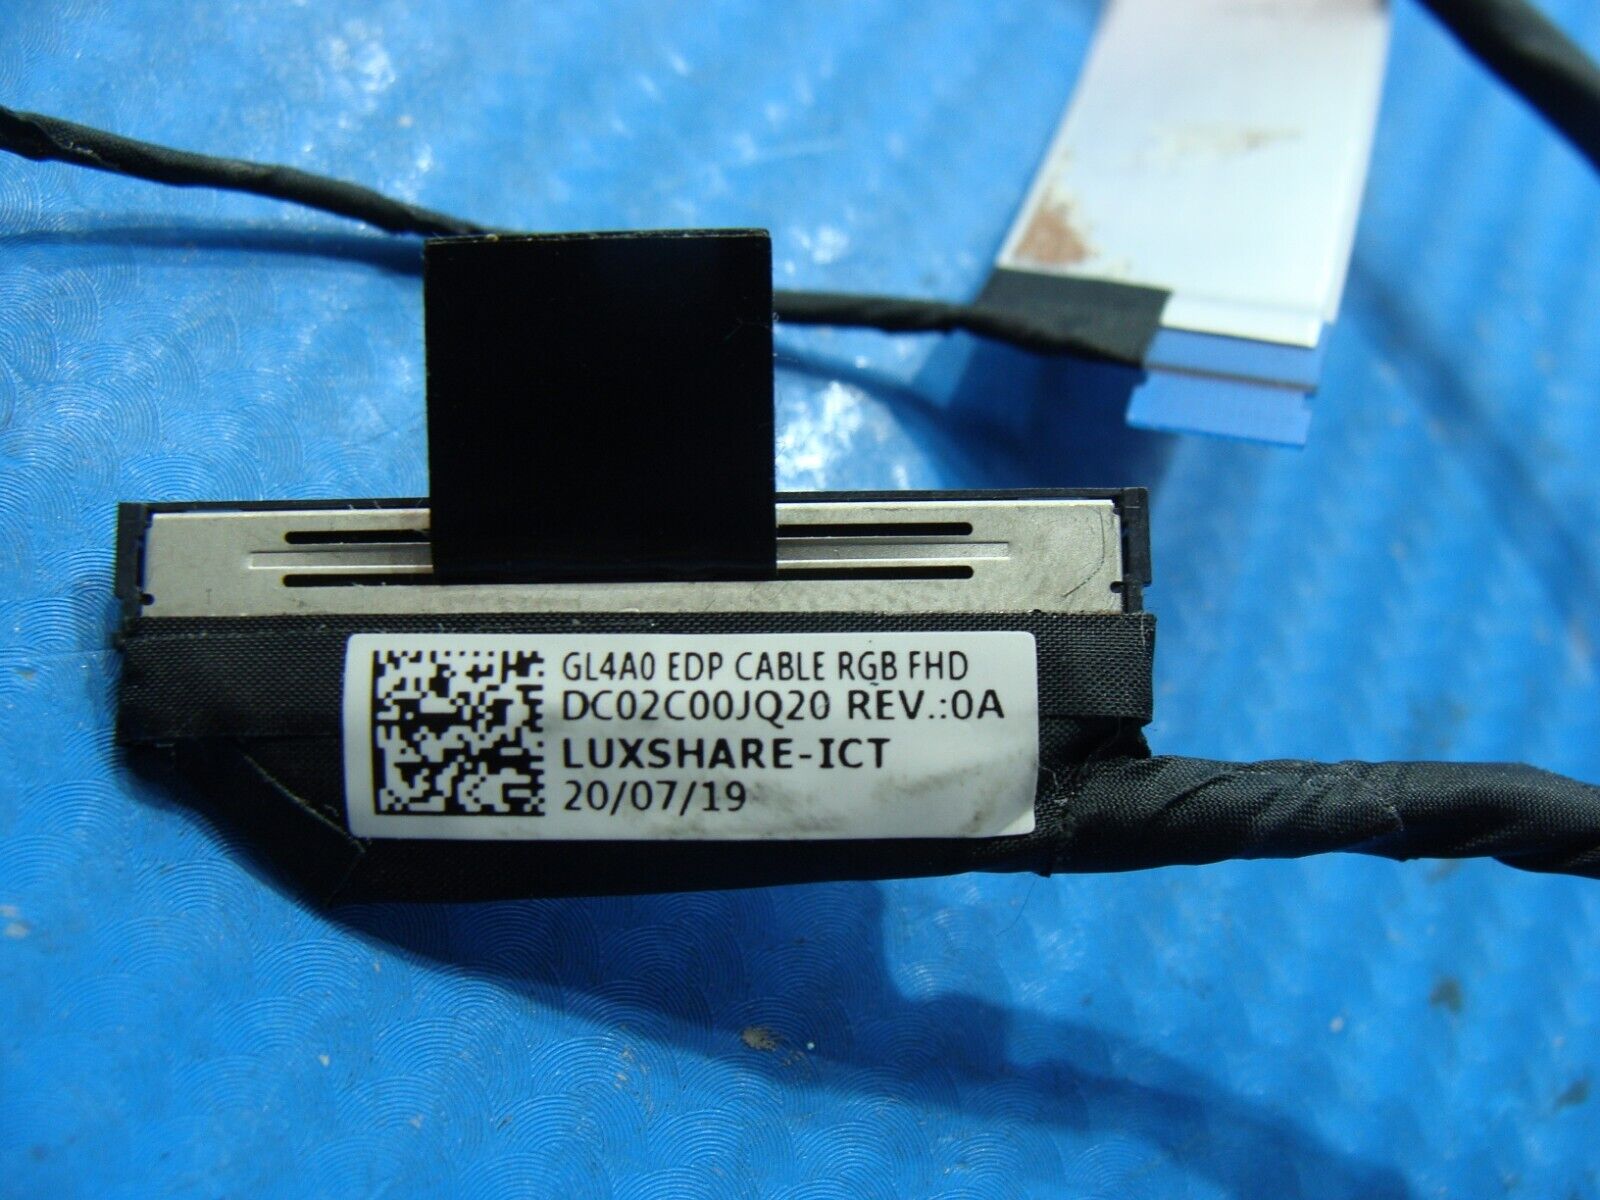 GL4A0 EDP CABLE RGB FHD
DC02C00JQ20 REV.:0A
LUXSHARE-ICT
20/07/19